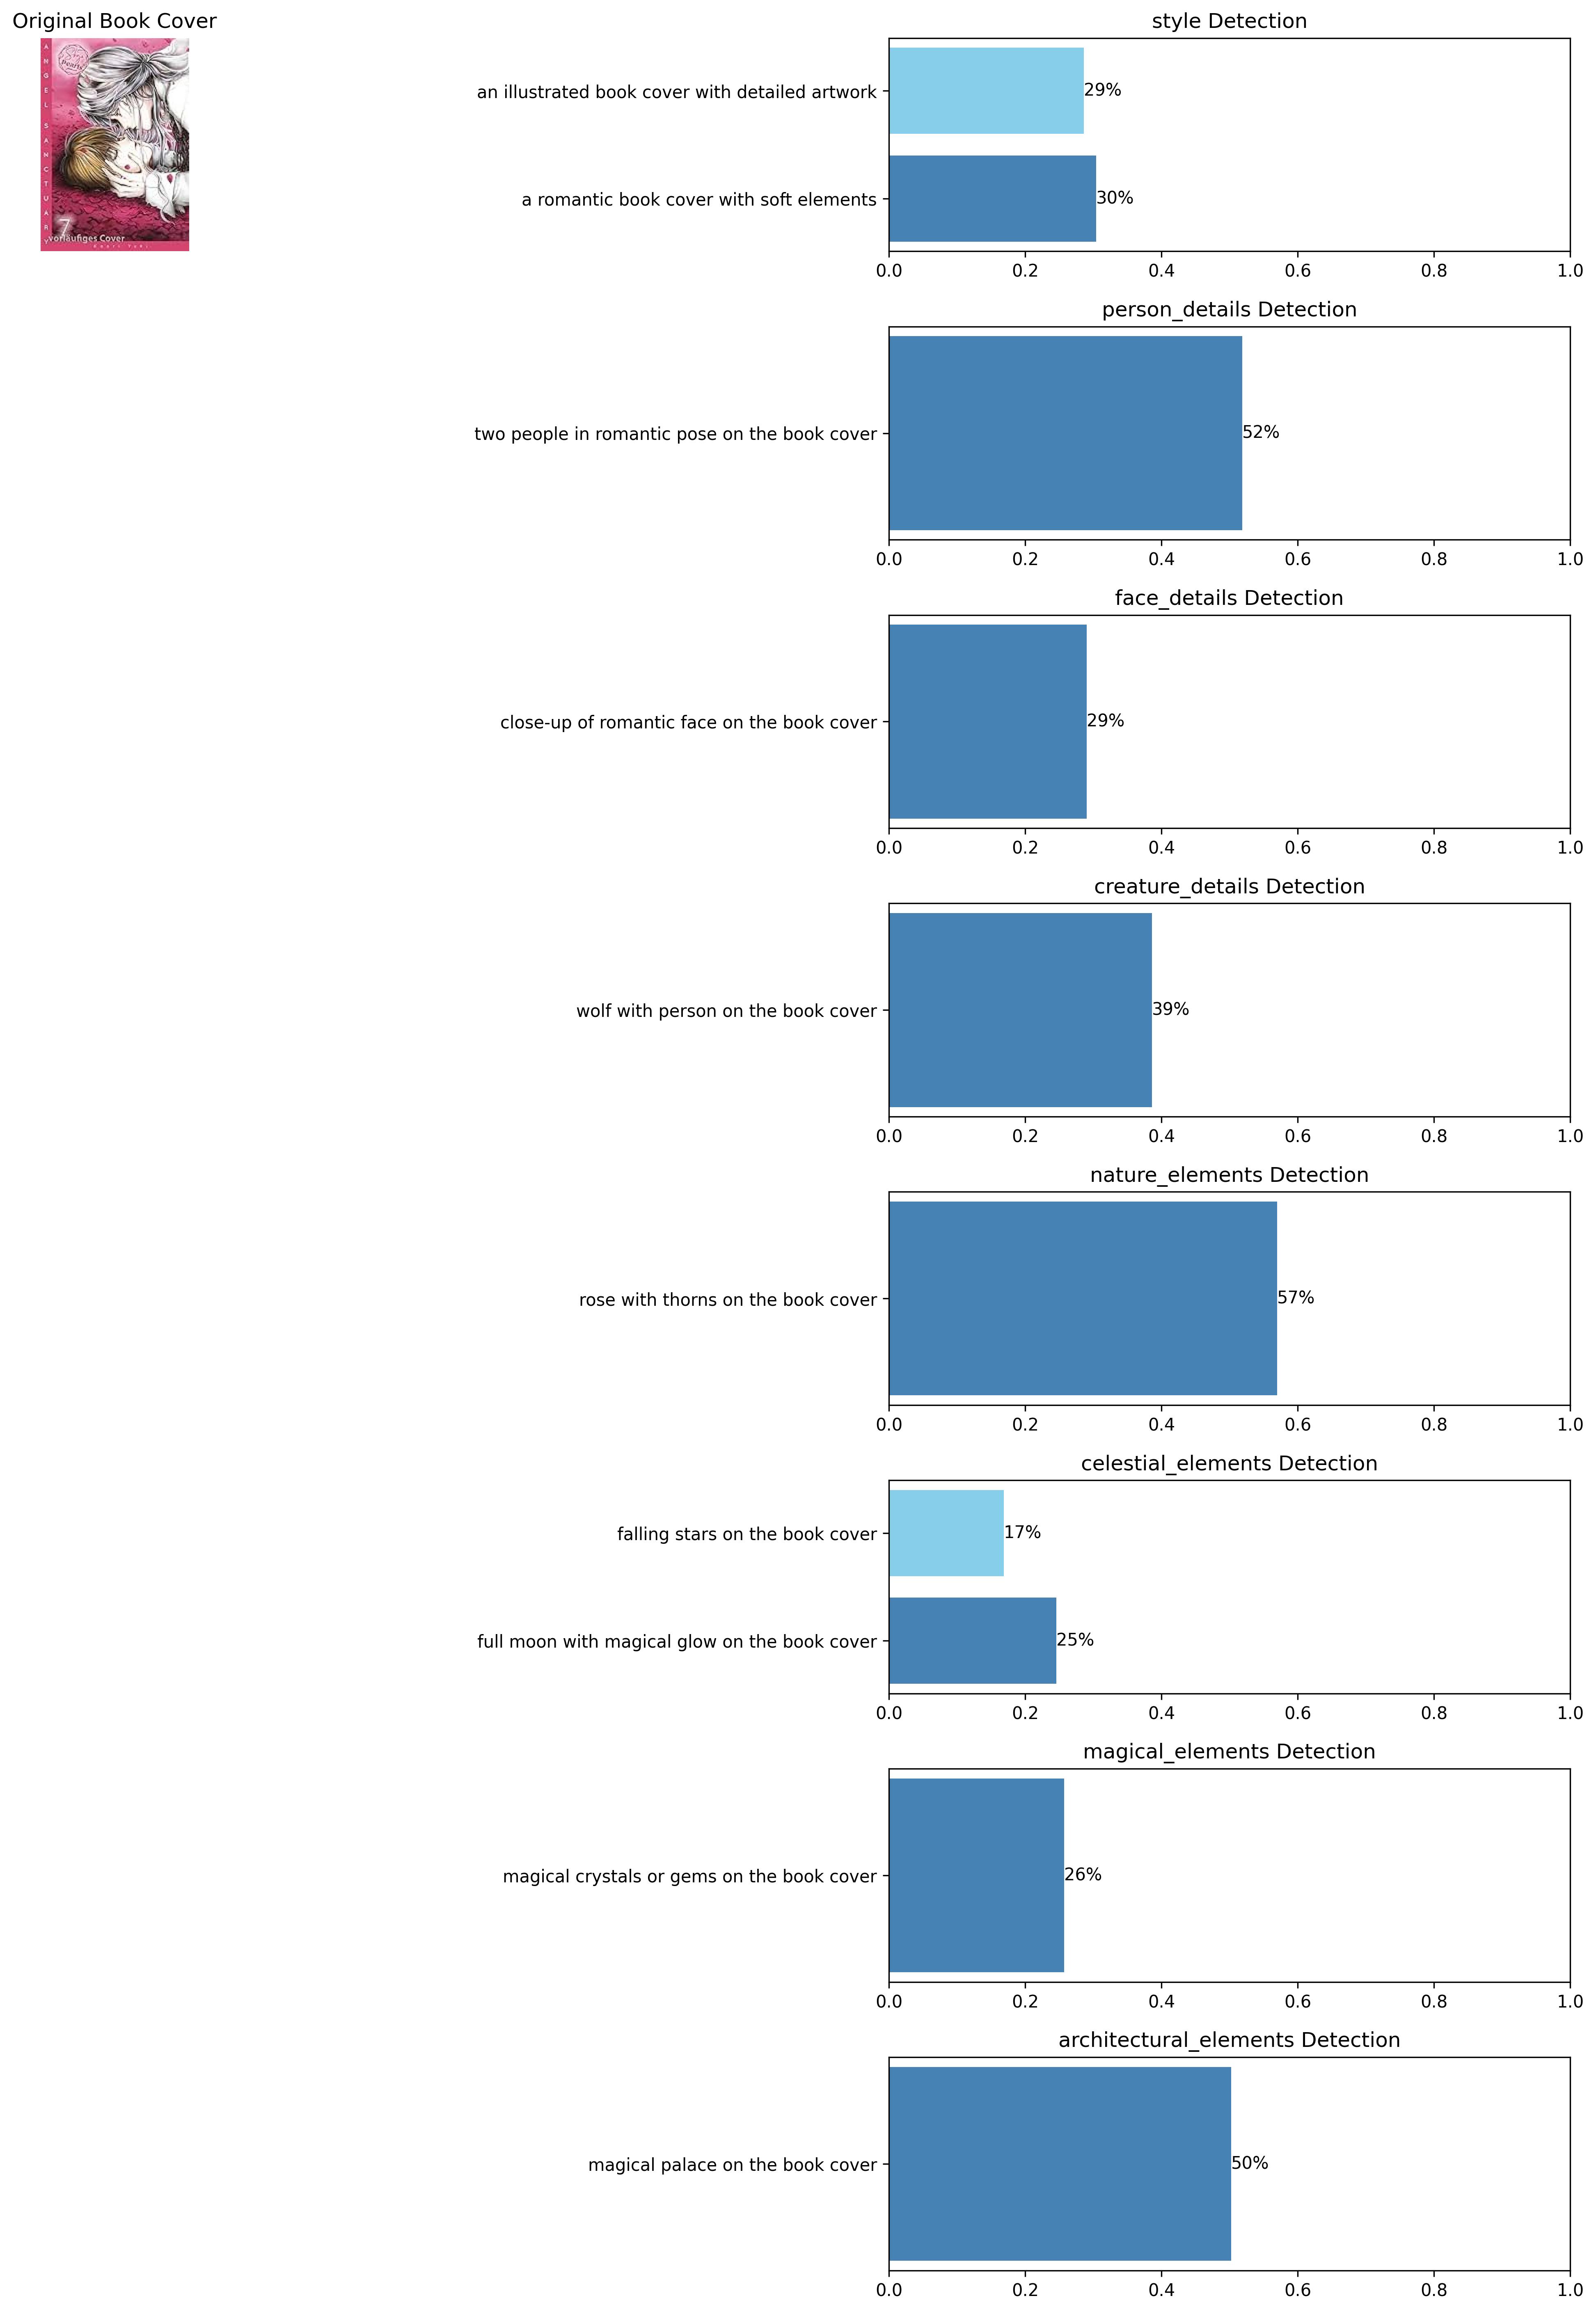 Original Book Cover
ANGEL SANCTUARY
7
vorläufiges Cover
style Detection
an illustrated book cover with detailed artwork
29%
a romantic book cover with soft elements
30%
0.0 0.2 0.4 0.6 0.8 1.0
person_details Detection
two people in romantic pose on the book cover
52%
0.0 0.2 0.4 0.6 0.8 1.0
face_details Detection
close-up of romantic face on the book cover
29%
0.0 0.2 0.4 0.6 0.8 1.0
creature_details Detection
wolf with person on the book cover
39%
0.0 0.2 0.4 0.6 0.8 1.0
nature_elements Detection
rose with thorns on the book cover
57%
0.0 0.2 0.4 0.6 0.8 1.0
celestial_elements Detection
falling stars on the book cover
17%
full moon with magical glow on the book cover
25%
0.0 0.2 0.4 0.6 0.8 1.0
magical_elements Detection
magical crystals or gems on the book cover
26%
0.0 0.2 0.4 0.6 0.8 1.0
architectural_elements Detection
magical palace on the book cover
50%
0.0 0.2 0.4 0.6 0.8 1.0